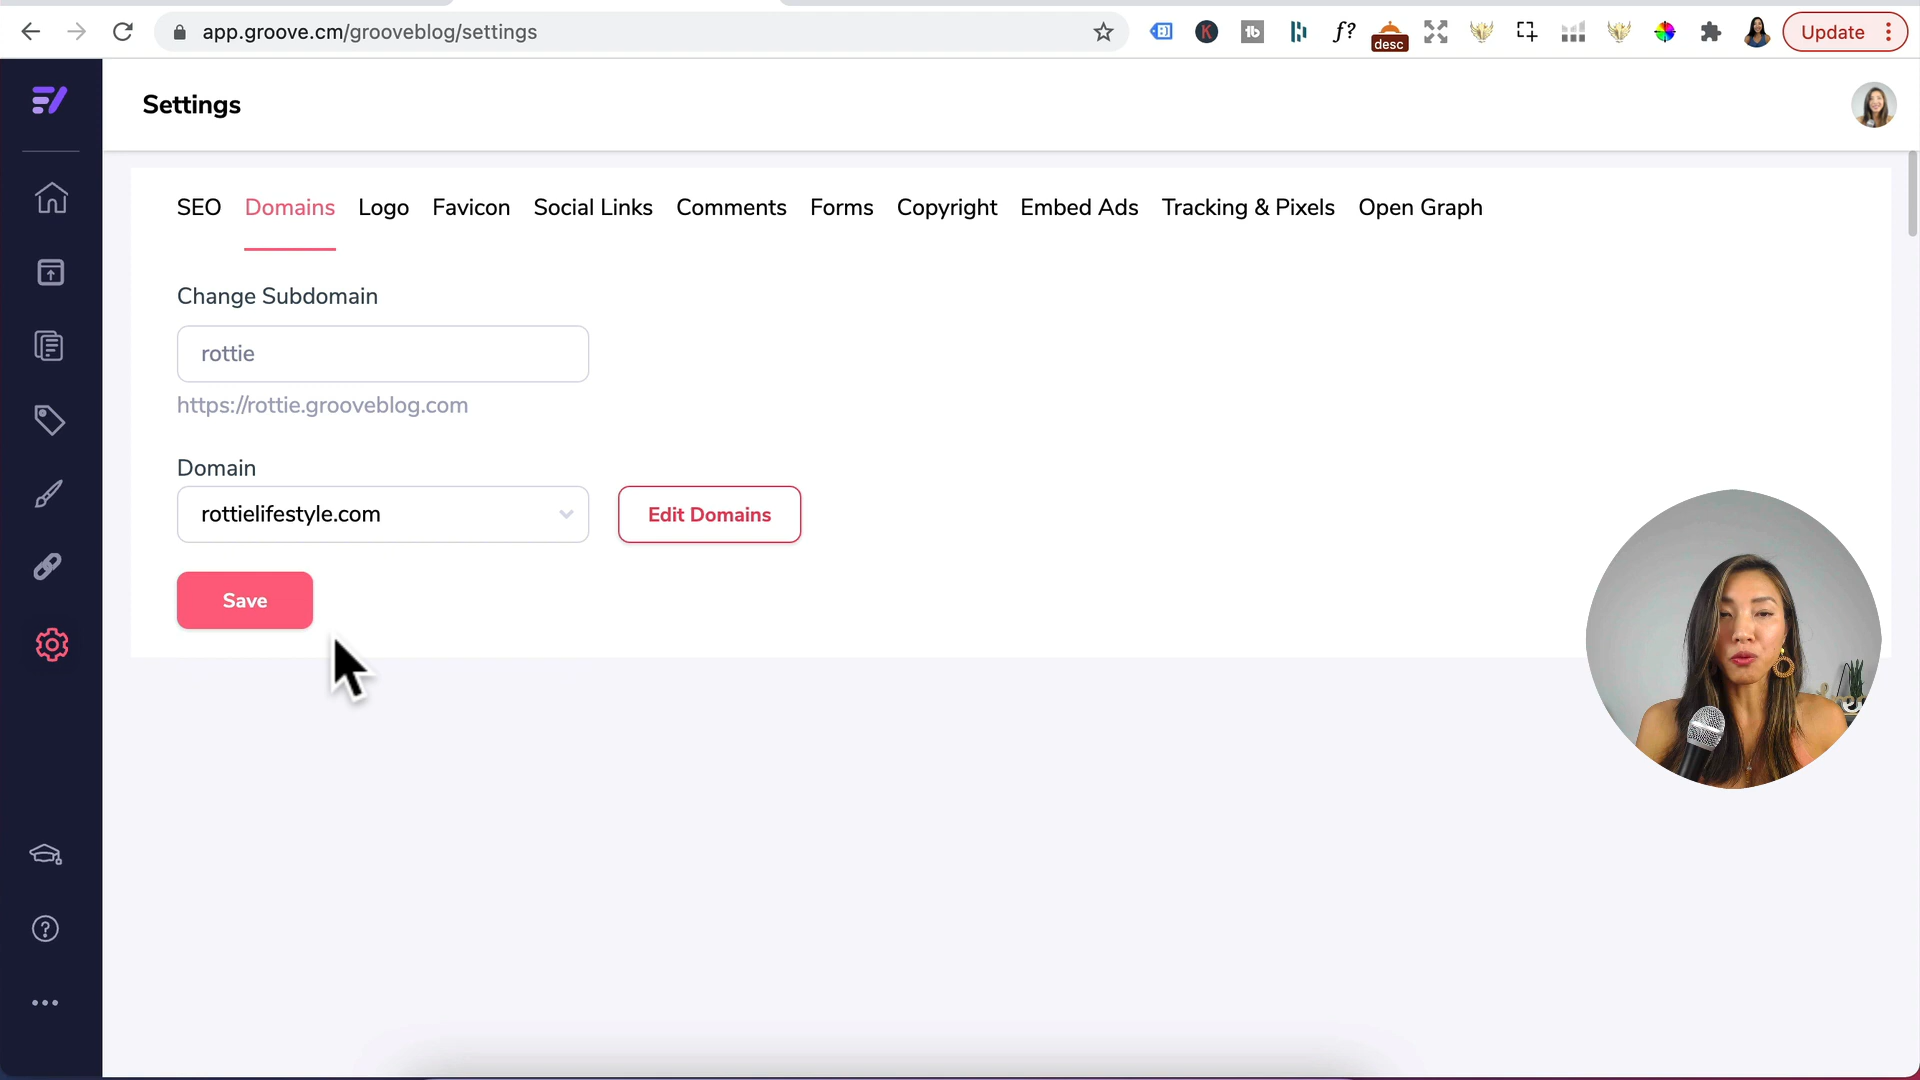 app.groove.cm/grooveblog/settings
tb
K
f?
desc
Update
Settings
SEO Domains Logo Favicon Social Links Comments Forms Copyright Embed Ads Tracking & Pixels Open Graph
Change Subdomain
rottie
https://rottie.grooveblog.com
Domain
rottielifestyle.com
Edit Domains
Save